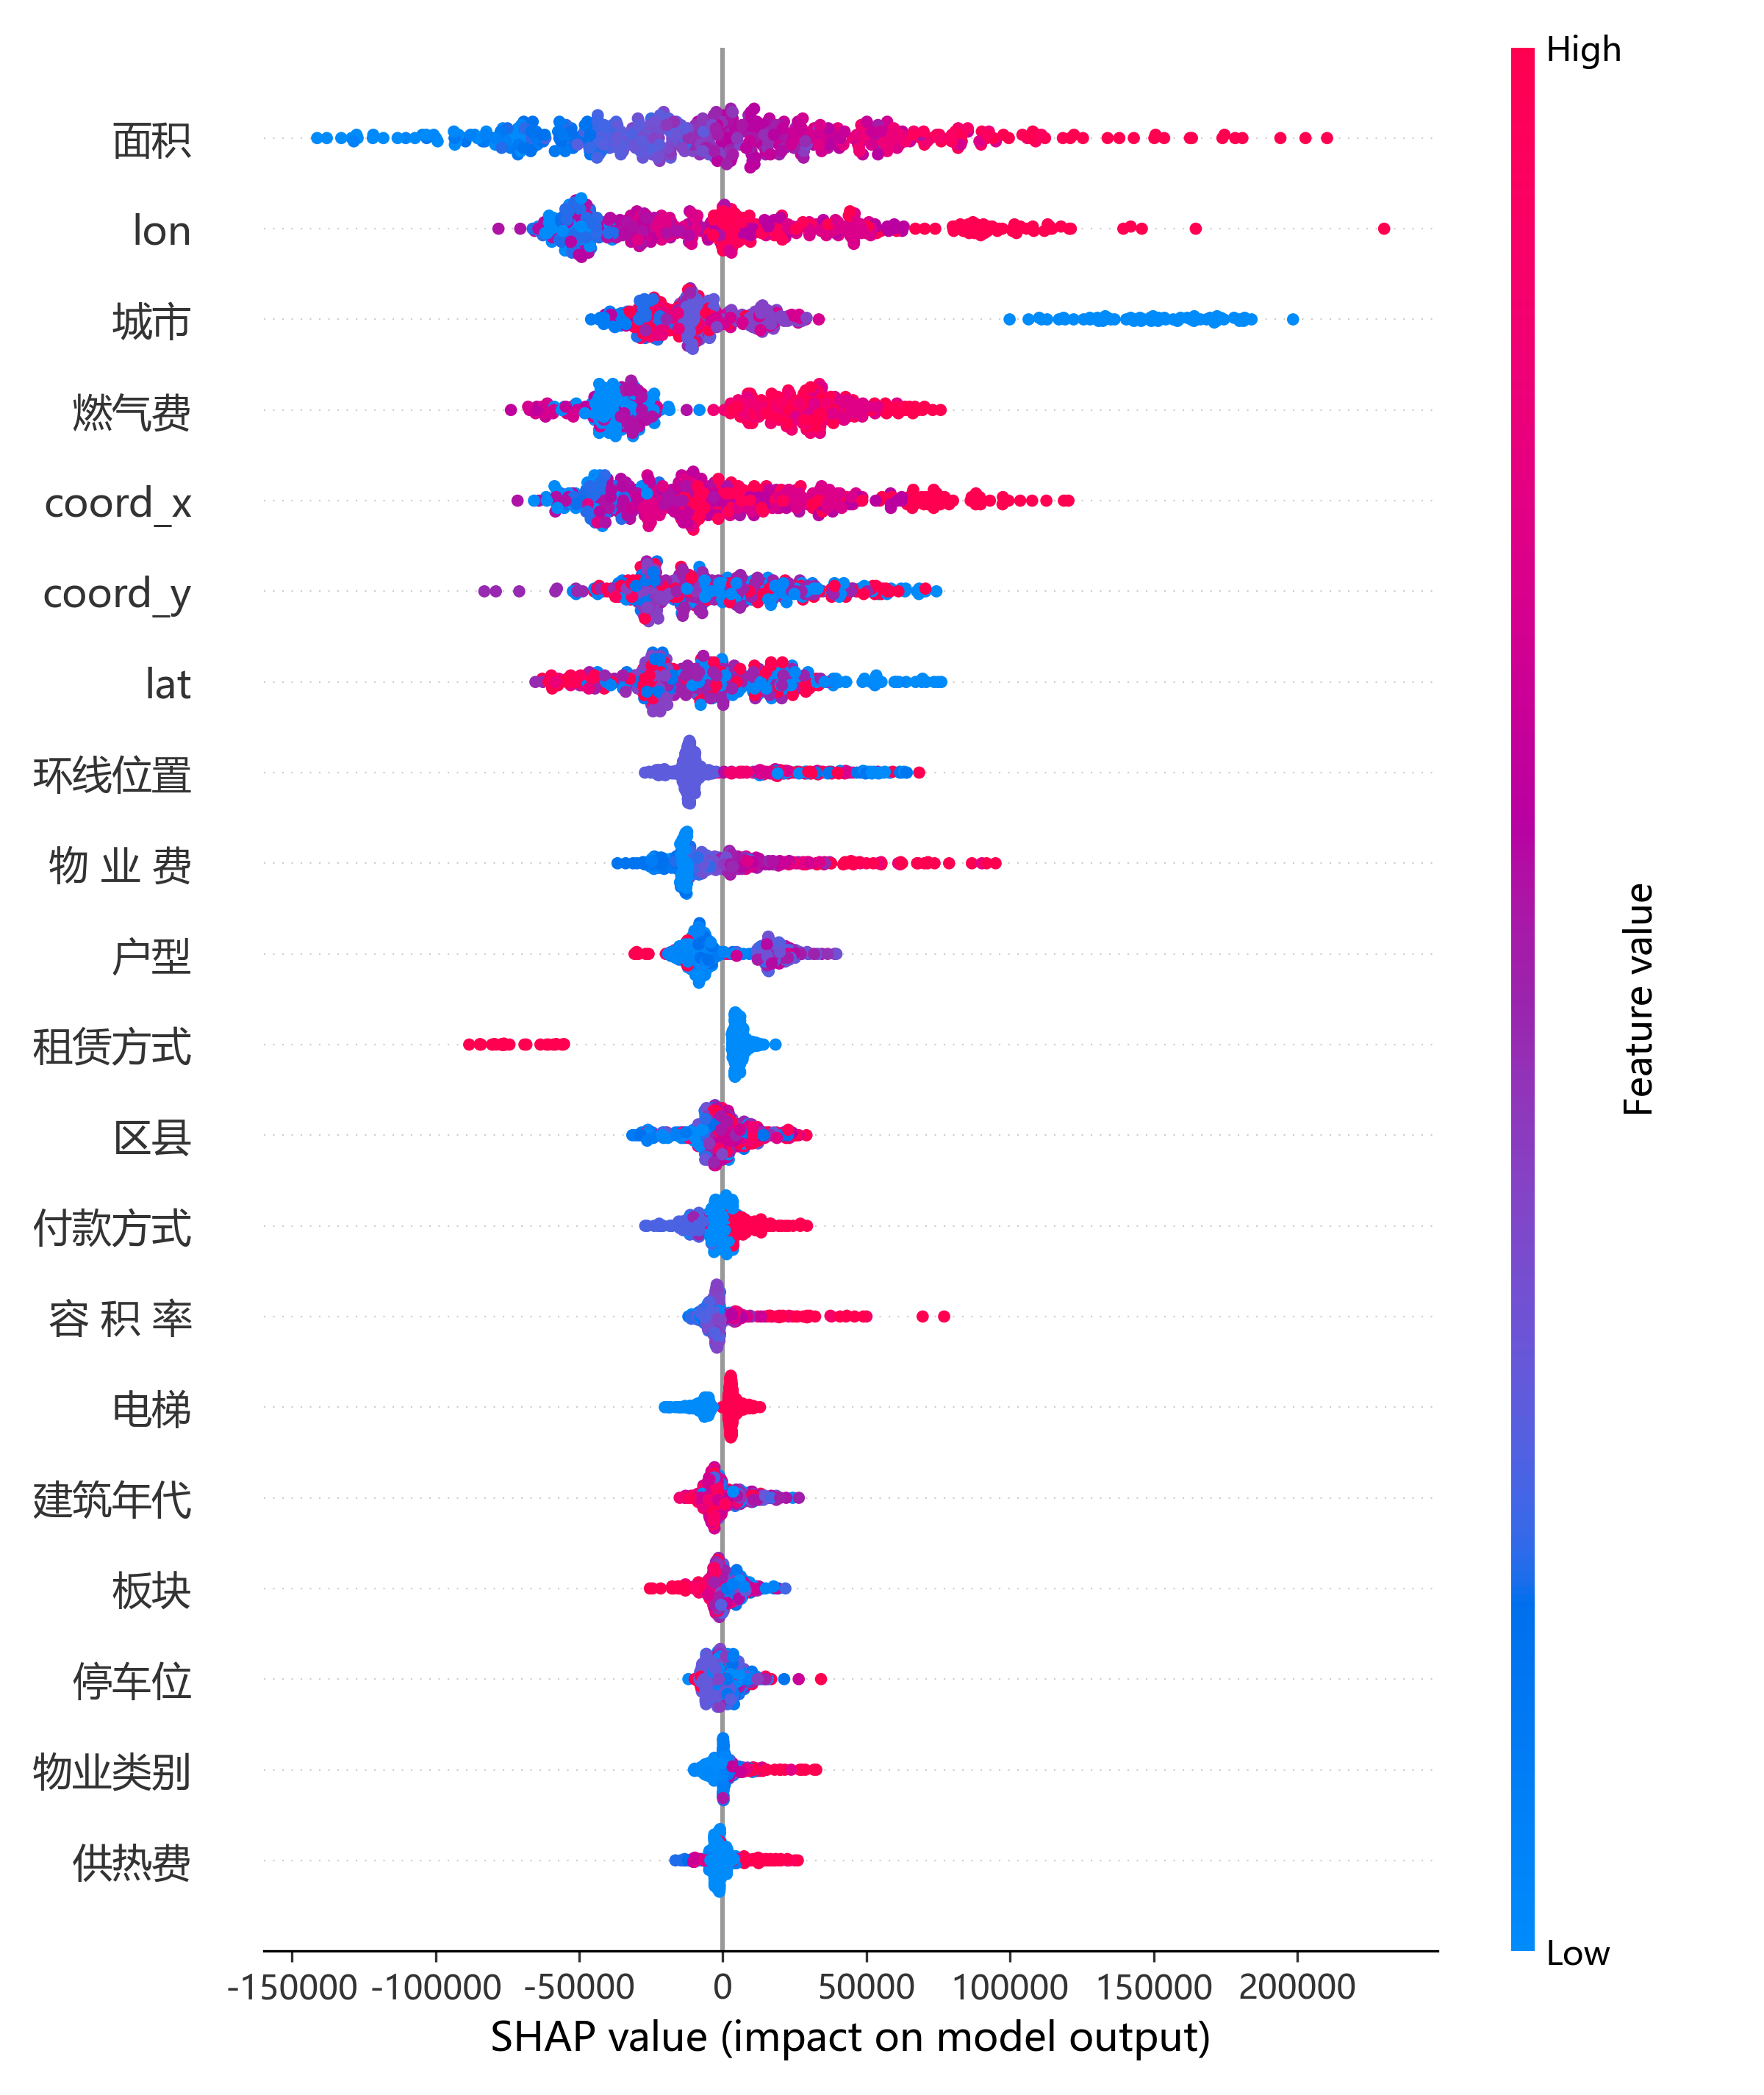 High
面积
lon
城市
燃气费
coord_x
coord_y
lat
环线位置
物 业 费
户型
租赁方式
区县
付款方式
容 积 率
电梯
建筑年代
板块
停车位
物业类别
供热费
Feature value
Low
-150000 -100000 -50000 0 50000 100000 150000 200000
SHAP value (impact on model output)